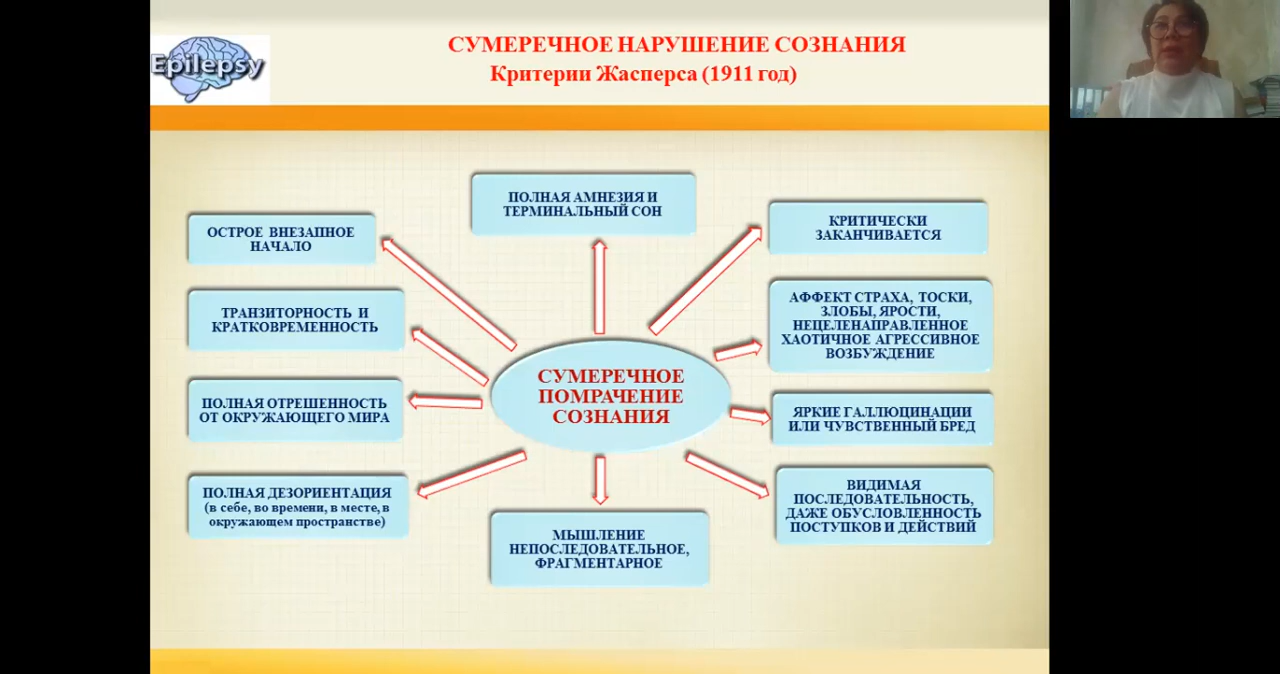 Epilepsy
СУМЕРЕЧНОЕ НАРУШЕНИЕ СОЗНАНИЯ
Критерии Жасперса (1911 год)
ПОЛНАЯ АМНЕЗИЯ И
ТЕРМИНАЛЬНЫЙ СОН
ОСТРОЕ ВНЕЗАПНОЕ
НАЧАЛО
ТРАНЗИТОРНОСТЬ И
КРАТКОВРЕМЕННОСТЬ
ПОЛНАЯ ОТРЕШЕННОСТЬ
ОТ ОКРУЖАЮЩЕГО МИРА
ПОЛНАЯ ДЕЗОРИЕНТАЦИЯ
(в себе, во времени, в месте, в
окружающем пространстве)
СУМЕРЕЧНОЕ
ПОМРАЧЕНИЕ
СОЗНАНИЯ
МЫШЛЕНИЕ
НЕПОСЛЕДОВАТЕЛЬНОЕ,
ФРАГМЕНТАРНОЕ
КРИТИЧЕСКИ
ЗАКАНЧИВАЕТСЯ
АФФЕКТ СТРАХА, ТОСКИ,
ЗЛОБЫ, ЯРОСТИ,
НЕЦЕЛЕНАПРАВЛЕННОЕ
ХАОТИЧНОЕ АГРЕССИВНОЕ
ВОЗБУЖДЕНИЕ
ЯРКИЕ ГАЛЛЮЦИНАЦИИ
ИЛИ ЧУВСТВЕННЫЙ БРЕД
ВИДИМАЯ
ПОСЛЕДОВАТЕЛЬНОСТЬ,
ДАЖЕ ОБУСЛОВЛЕННОСТЬ
ПОСТУПКОВ И ДЕЙСТВИЙ